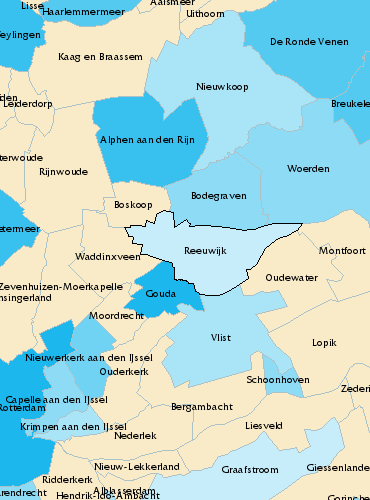 Lisse
Aalsmeer
Haarlemmermeer
Uithoorn
eylingen
De Ronde Venen
Kaag en Braassem
Nieuwkoop
den
Leiderdorp
Breukele
Alphen aan den Rijn
terwoude
Rijnwoude
Woerden
Bodegraven
Boskoop
etermeer
Reeuwijk
Montfoort
Waddinxveen
Oudewater
Zevenhuizen-Moerkapelle
nsingerland
Gouda
Moordrecht
Vlist
Lopik
Nieuwerkerk aan den IJssel
Ouderkerk
Schoonhoven
Zederi
Capelle aan den IJssel
Rotterdam
Bergambacht
Krimpen aan den IJssel
Liesveld
Nederlek
Giessenlande
Nieuw-Lekkerland
Graafstroom
Ridderkerk
Alblasserdam
arendrecht
Hendrik-Ido-Ambacht
Gorinche